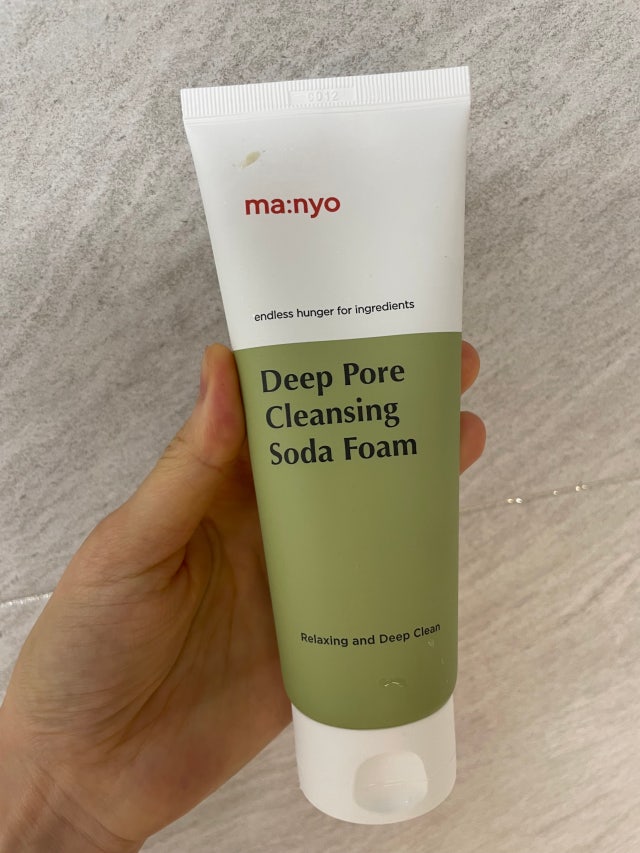 ma:nyo
endless hunger for ingredients
Deep Pore
Cleansing
Soda Foam
Relaxing and Deep Clean